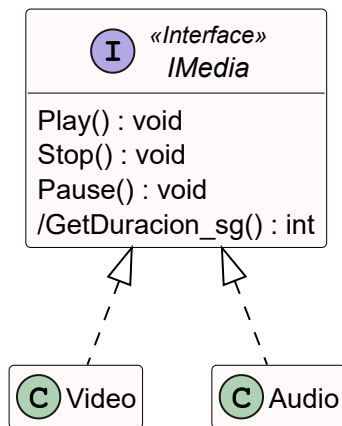 I
«Interface»
IMedia
Play() : void
Stop() : void
Pause() : void
/GetDuracion_sg() : int
C Video
C Audio